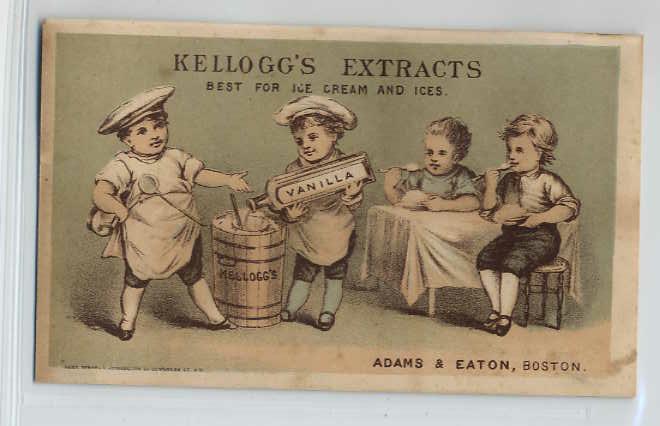 KELLOGG'S EXTRACTS
BEST FOR ICE CREAM AND ICES.
VANILLA
KELLOGG'S
ADAMS & EATON, BOSTON.